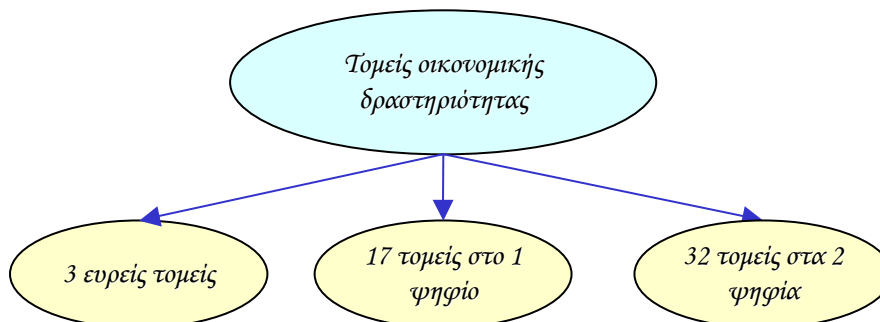 Τομείς οικονομικής
δραστηριότητας
3 ευρείς τομείς
17 τομείς στο 1
ψηφίο
32 τομείς στα 2
ψηφία